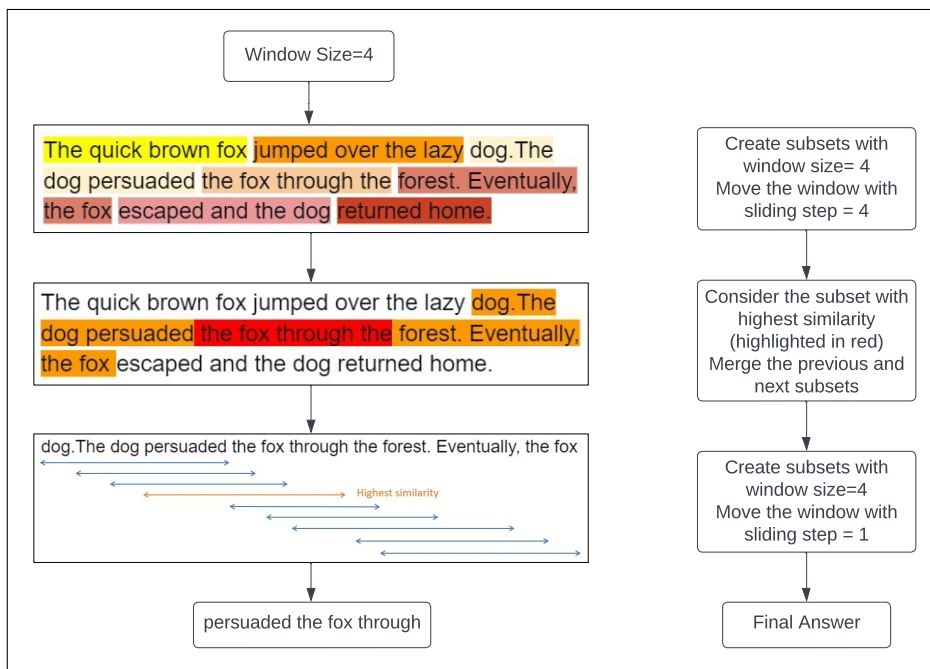 Window Size=4
The quick brown fox jumped over the lazy dog.The
dog persuaded the fox through the forest. Eventually,
the fox escaped and the dog returned home.
The quick brown fox jumped over the lazy dog.The
dog persuaded the fox through the forest. Eventually,
the fox escaped and the dog returned home.
dog.The dog persuaded the fox through the forest. Eventually, the fox
Highest similarity
persuaded the fox through
Create subsets with
window size= 4
Move the window with
sliding step = 4
Consider the subset with
highest similarity
(highlighted in red)
Merge the previous and
next subsets
Create subsets with
window size=4
Move the window with
sliding step = 1
Final Answer